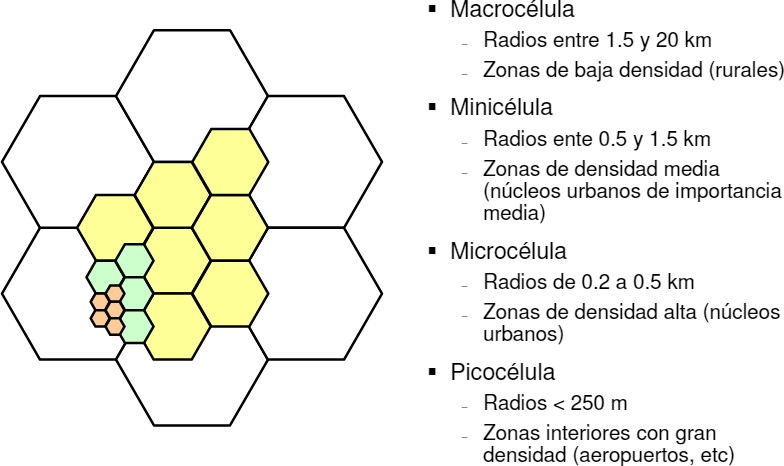 ▪ Macrocélula
– Radios entre 1.5 y 20 km
– Zonas de baja densidad (rurales)
▪ Minicélula
– Radios ente 0.5 y 1.5 km
– Zonas de densidad media
(núcleos urbanos de importancia
media)
▪ Microcélula
– Radios de 0.2 a 0.5 km
– Zonas de densidad alta (núcleos
urbanos)
▪ Picocélula
– Radios < 250 m
– Zonas interiores con gran
densidad (aeropuertos, etc)